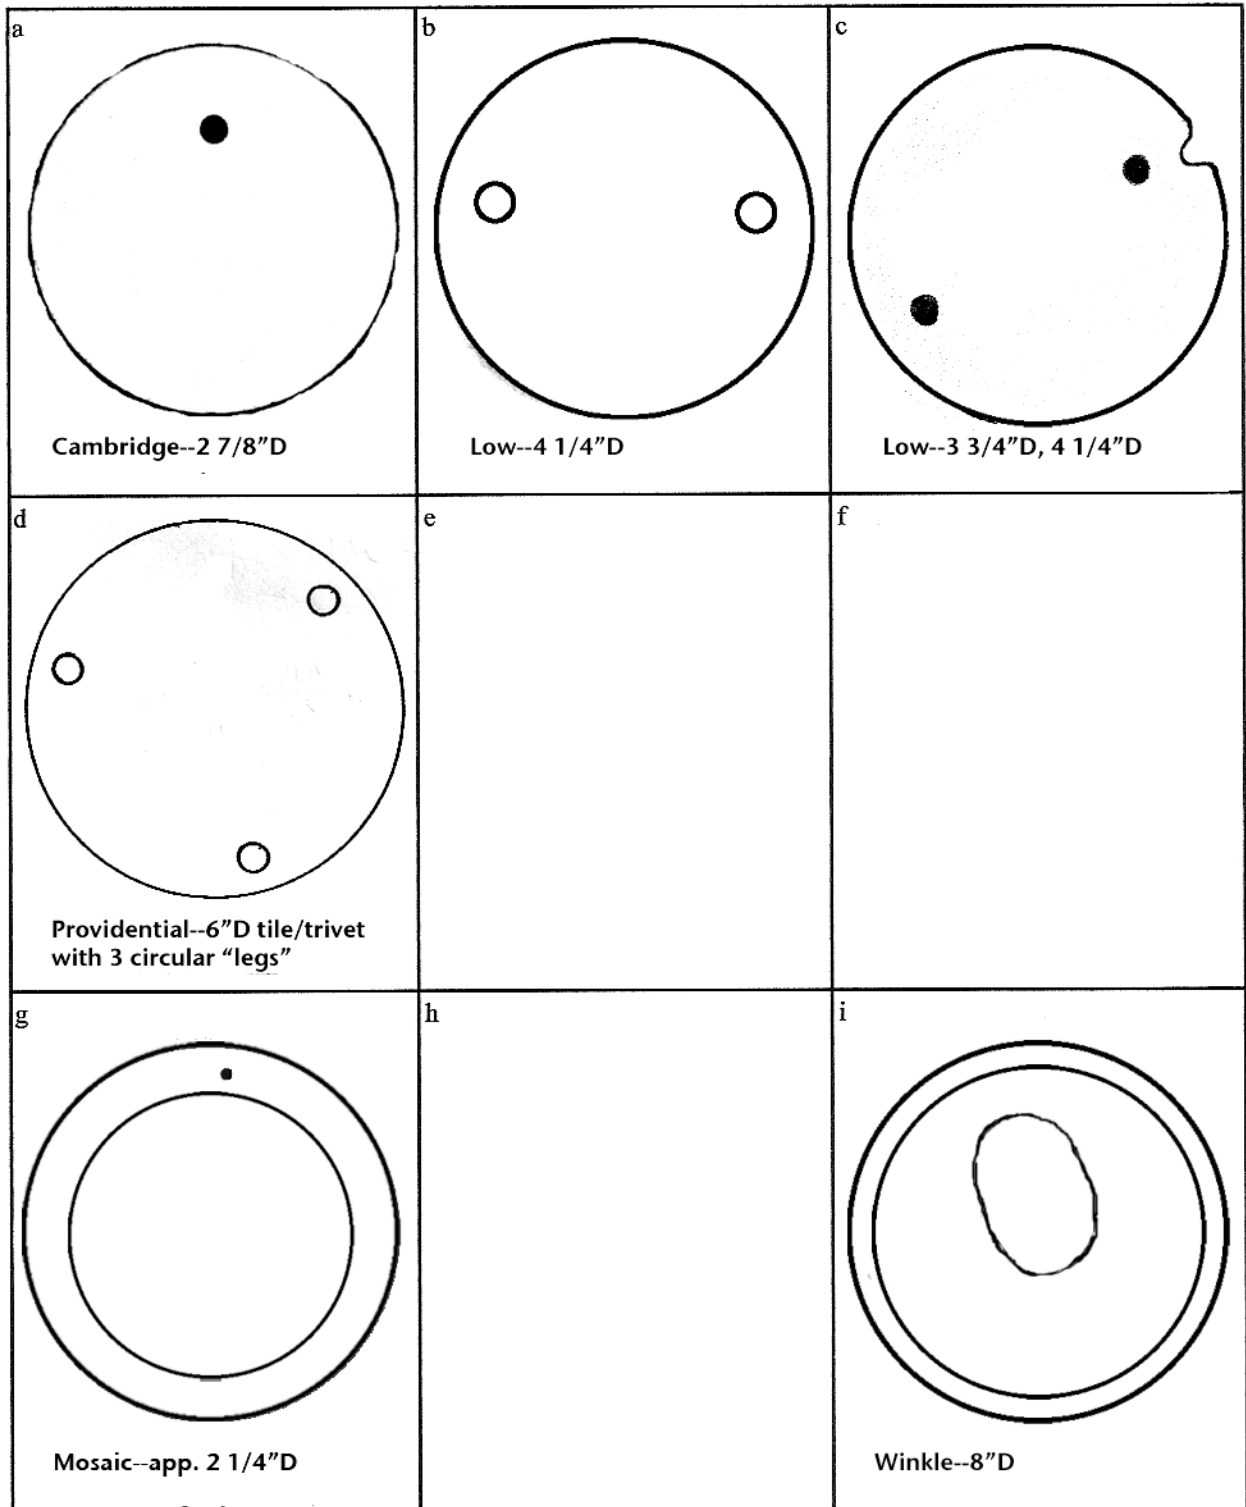 a
b
c
Cambridge--2 7/8”D
Low--4 1/4”D
Low--3 3/4”D, 4 1/4”D
d
e
f
Providential--6”D tile/trivet
with 3 circular “legs”
g
h
i
Mosaic--app. 2 1/4”D
Winkle--8”D